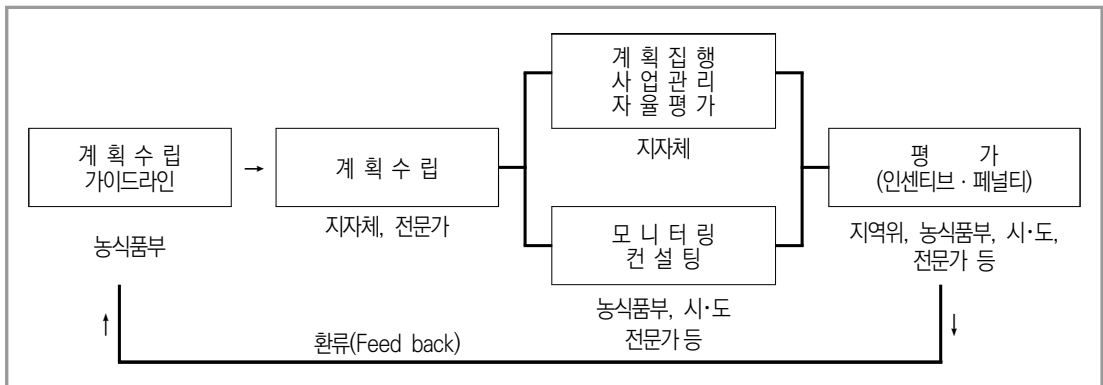 계 획 수 립
가이드라인
농식품부
→
계 획 수 립
지자체, 전문가
계 획 집 행
사 업 관 리
자 율 평 가
지자체
모 니 터 링
컨 설 팅
농식품부, 시·도
전문가 등
평 가
(인센티브 · 페널티)
지역위, 농식품부, 시·도,
전문가 등
↑
환류(Feed back)
↓